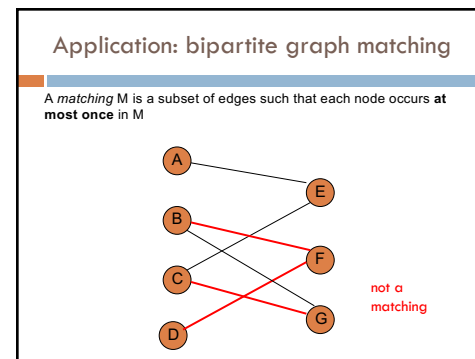 Application: bipartite graph matching
A matching M is a subset of edges such that each node occurs at
most once in M
A
E
B
F
C
not a
matching
G
D